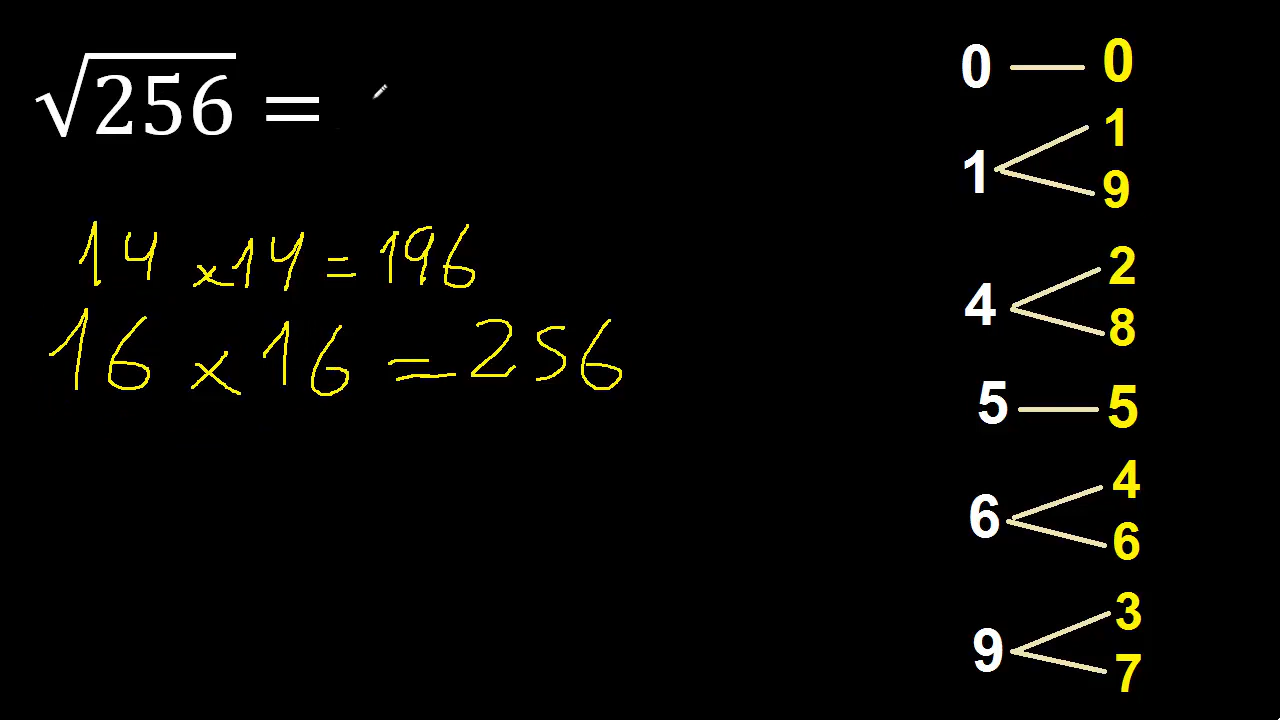 √256 =
14 × 14 = 196
16 × 16 = 256
0 — 0
1 < 1
9
4 < 2
8
5 — 5
6 < 4
6
9 < 3
7